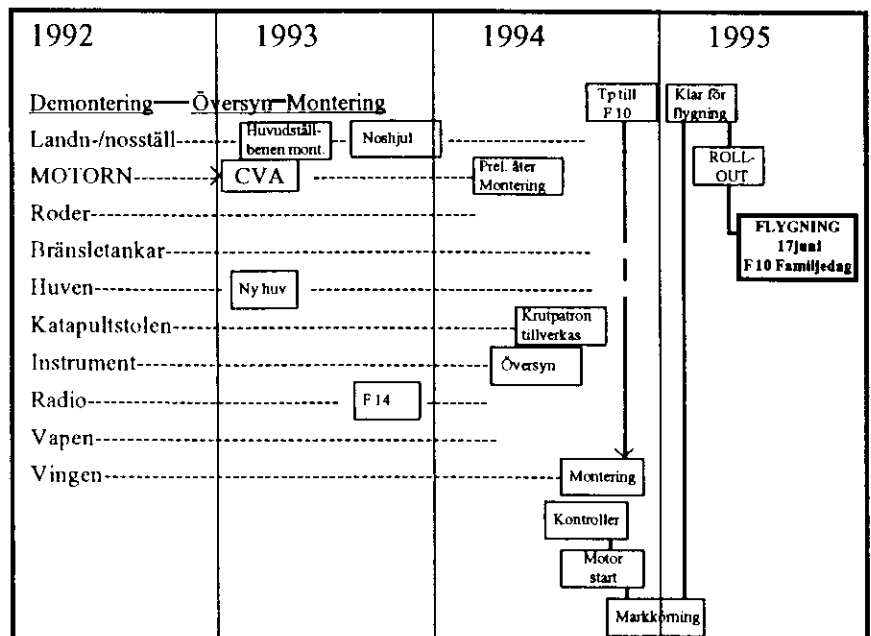 1992 1993 1994 1995
Demontering Översyn Montering
Tp till
F 10
Klar för
flygning
Landn-/nosställ
Huvudställ-
benen mont.
Noshjul
ROLL-
OUT
MOTORN
CVA
Prel. åter
Montering
Roder
FLYGNING
17juni
F 10 Familjedag
Bränsletankar
Huven
Ny huv
Katapultstolen
Krutpatron
tillverkas
Instrument
Översyn
Radio
F 14
Vapen
Vingen
Montering
Kontroller
Motor
start
Markkörning